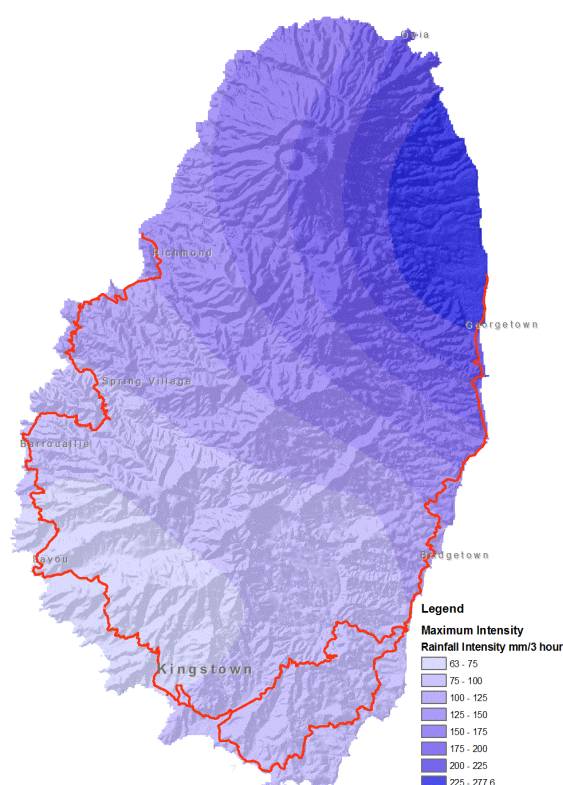 Owia
Richmond
Georgetown
Spring Village
Barrouallie
Layou
Bridgetown
Kingstown
Legend
Maximum Intensity
Rainfall Intensity mm/3 hour
63 - 75
75 - 100
100 - 125
125 - 150
150 - 175
175 - 200
200 - 225
225 - 277.6